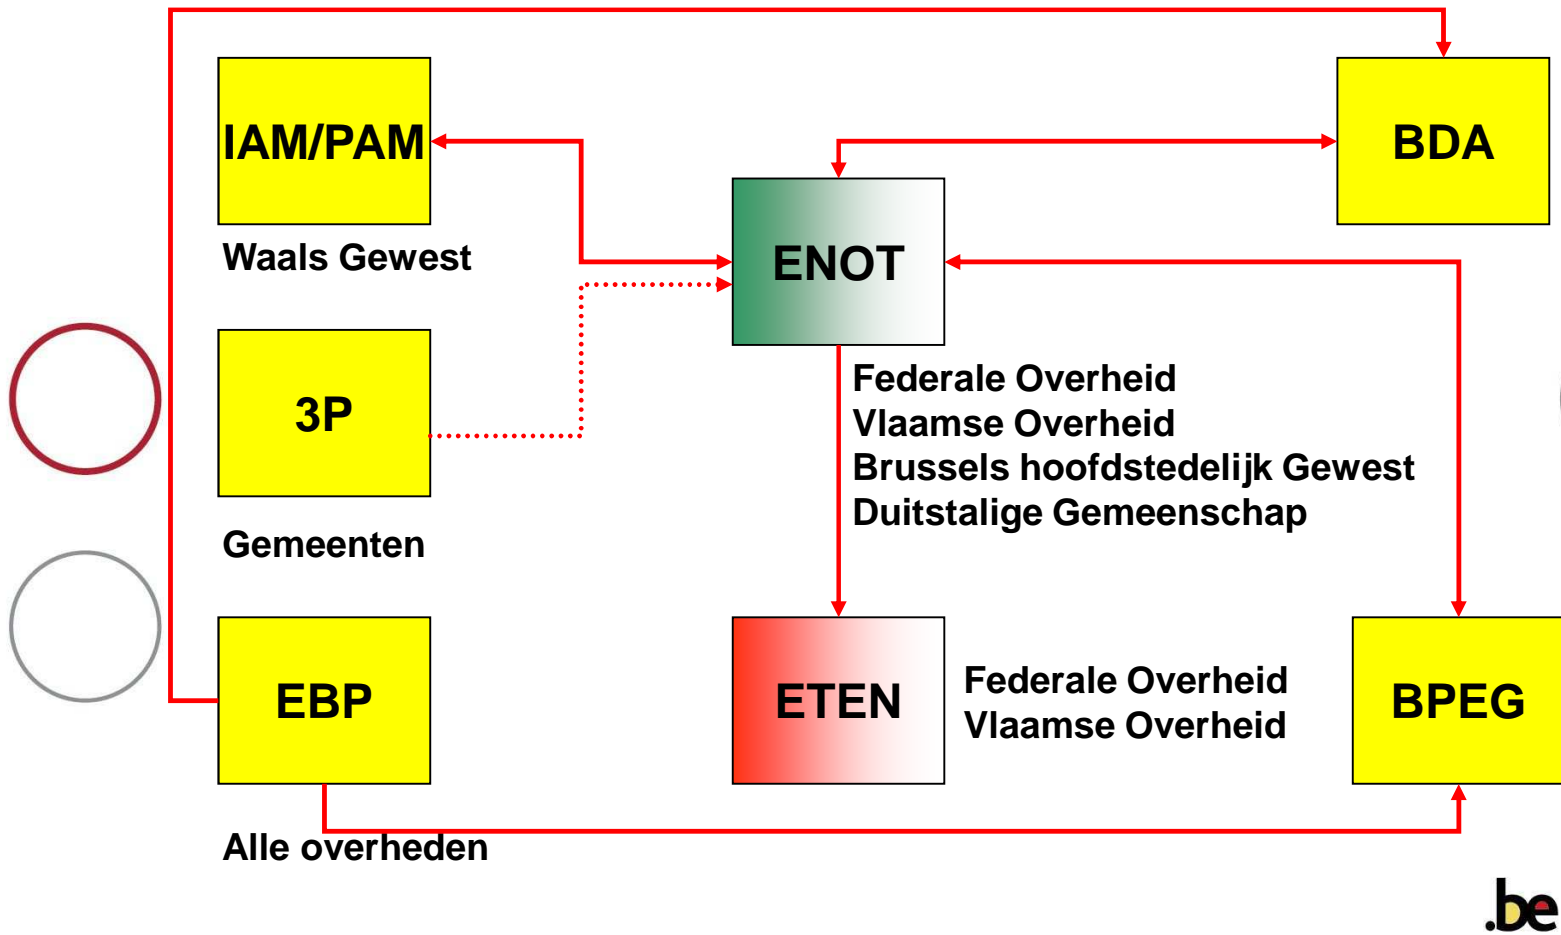 IAM/PAM
BDA
ENOT
Waals Gewest
3P
Federale Overheid
Vlaamse Overheid
Brussels hoofdstedelijk Gewest
Duitstalige Gemeenschap
Gemeenten
EBP
ETEN
Federale Overheid
Vlaamse Overheid
BPEG
Alle overheden
.be